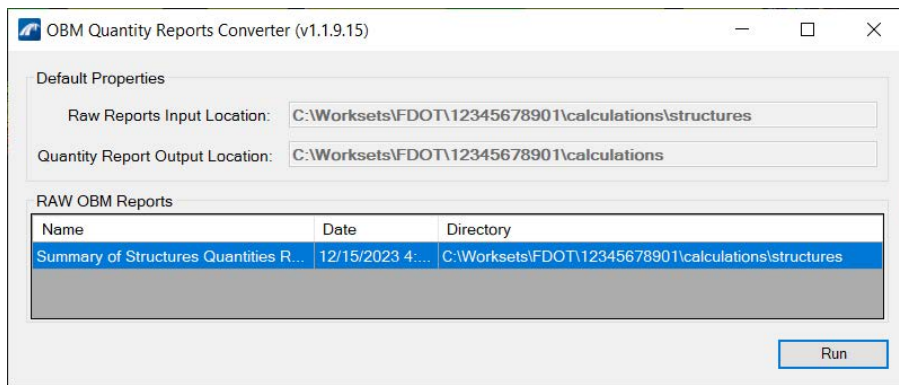 OBM Quantity Reports Converter (v1.1.9.15)
Default Properties
Raw Reports Input Location: C:\Worksets\FDOT\12345678901\calculations\structures
Quantity Report Output Location: C:\Worksets\FDOT\12345678901\calculations
RAW OBM Reports
Name Date Directory
Summary of Structures Quantities R... 12/15/2023 4:... C:\Worksets\FDOT\12345678901\calculations\structures
Run